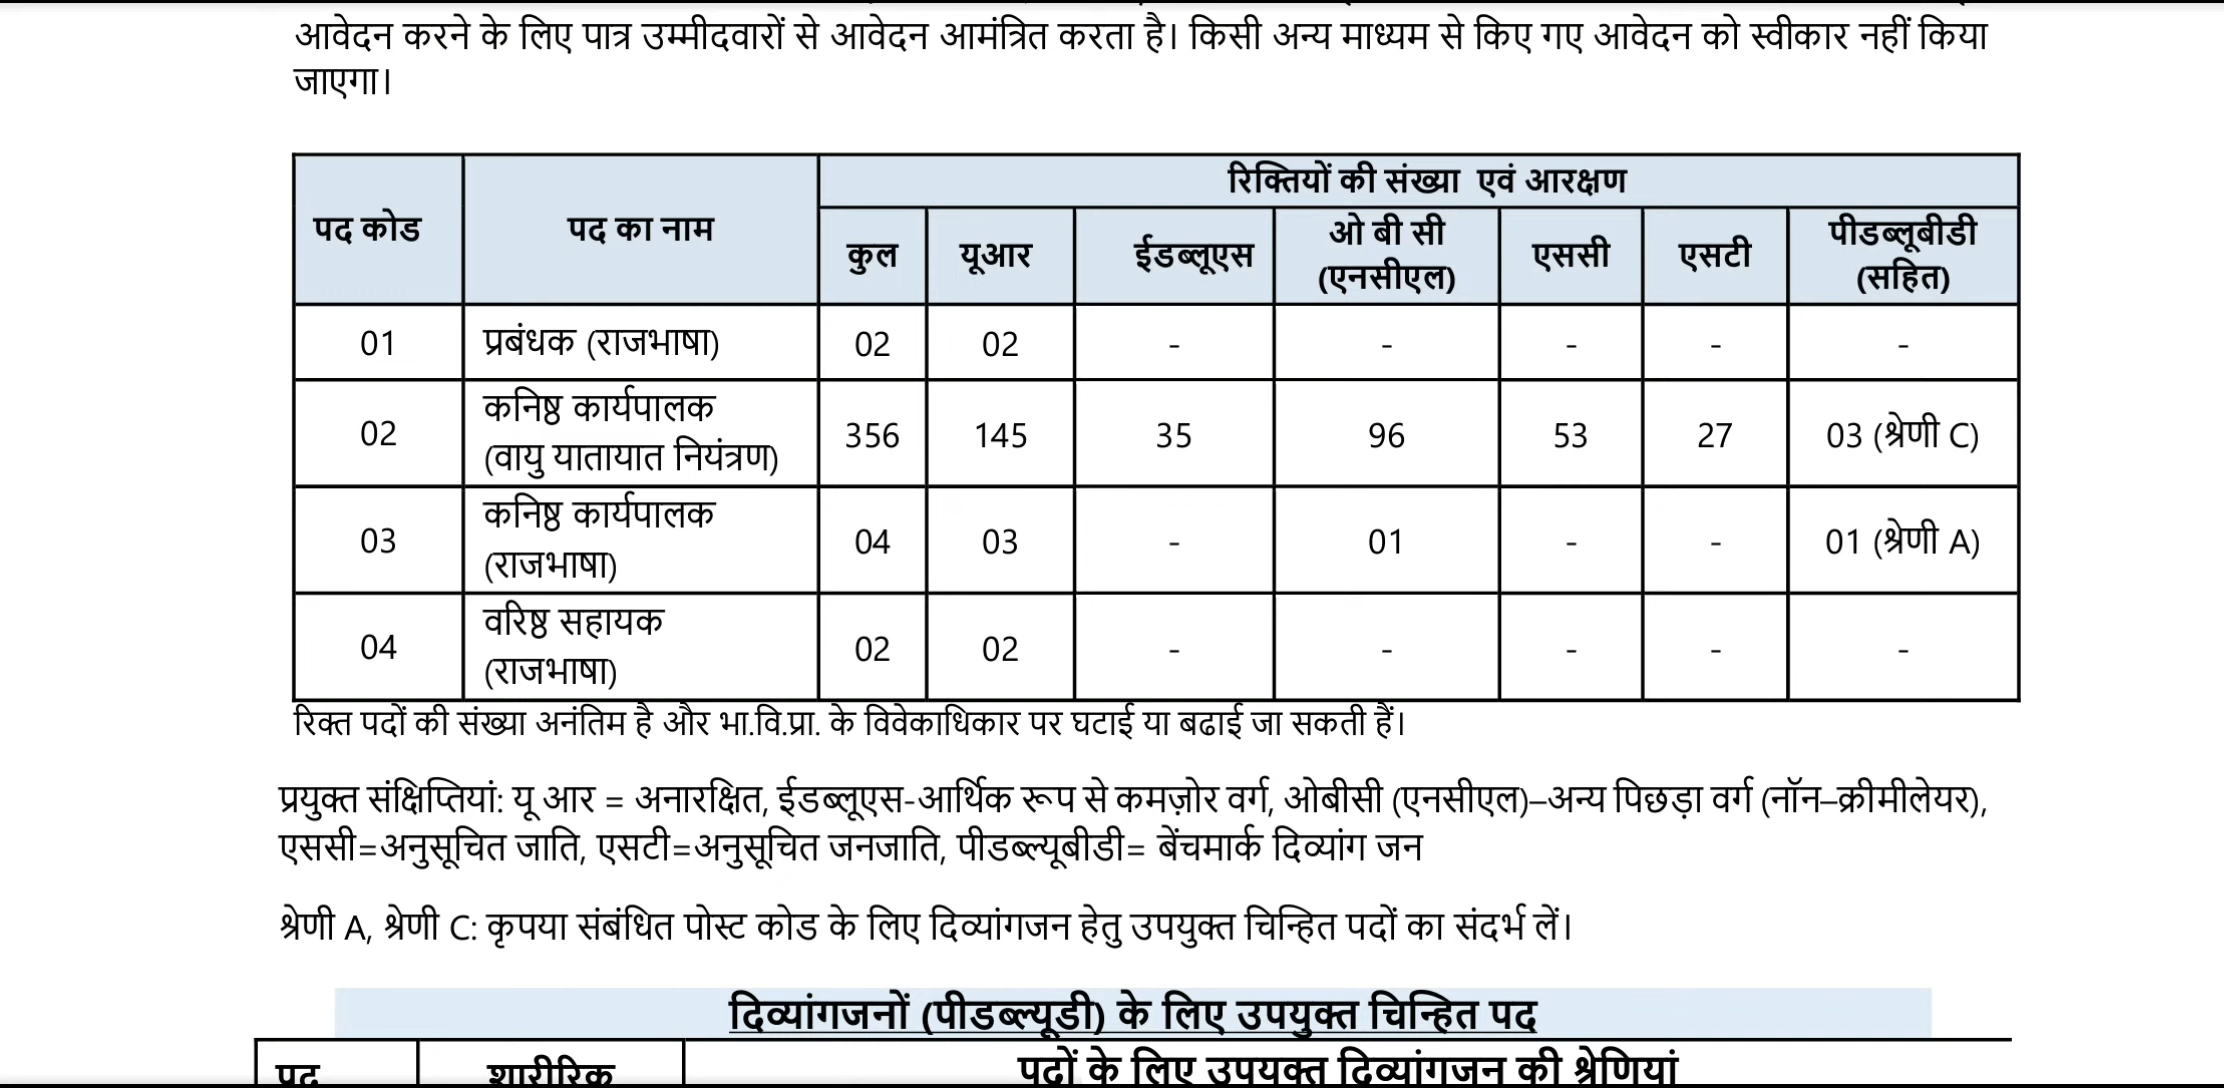 आवेदन करने के लिए पात्र उम्मीदवारों से आवेदन आमंत्रित करता है। किसी अन्य माध्यम से किए गए आवेदन को स्वीकार नहीं किया
जाएगा।
रिक्तियों की संख्या एवं आरक्षण
पद कोड पद का नाम कुल यूआर ईडब्लूएस ओ बी सी (एनसीएल) एससी एसटी पीडब्लूबीडी (सहित)
01 प्रबंधक (राजभाषा) 02 02 - - - - -
02 कनिष्ठ कार्यपालक (वायु यातायात नियंत्रण) 356 145 35 96 53 27 03 (श्रेणी C)
03 कनिष्ठ कार्यपालक (राजभाषा) 04 03 - 01 - - 01 (श्रेणी A)
04 वरिष्ठ सहायक (राजभाषा) 02 02 - - - - -
रिक्त पदों की संख्या अनंतिम है और भा.वि.प्रा. के विवेकाधिकार पर घटाई या बढाई जा सकती हैं।
प्रयुक्त संक्षिप्तियां: यू आर = अनारक्षित, ईडब्लूएस-आर्थिक रूप से कमज़ोर वर्ग, ओबीसी (एनसीएल)–अन्य पिछड़ा वर्ग (नॉन–क्रीमीलेयर),
एससी=अनुसूचित जाति, एसटी=अनुसूचित जनजाति, पीडब्ल्यूबीडी= बेंचमार्क दिव्यांग जन
श्रेणी A, श्रेणी C: कृपया संबंधित पोस्ट कोड के लिए दिव्यांगजन हेतु उपयुक्त चिन्हित पदों का संदर्भ लें।
दिव्यांगजनों (पीडब्ल्यूडी) के लिए उपयुक्त चिन्हित पद
पद शारीरिक पदों के लिए उपयुक्त दिव्यांगजन की श्रेणियां